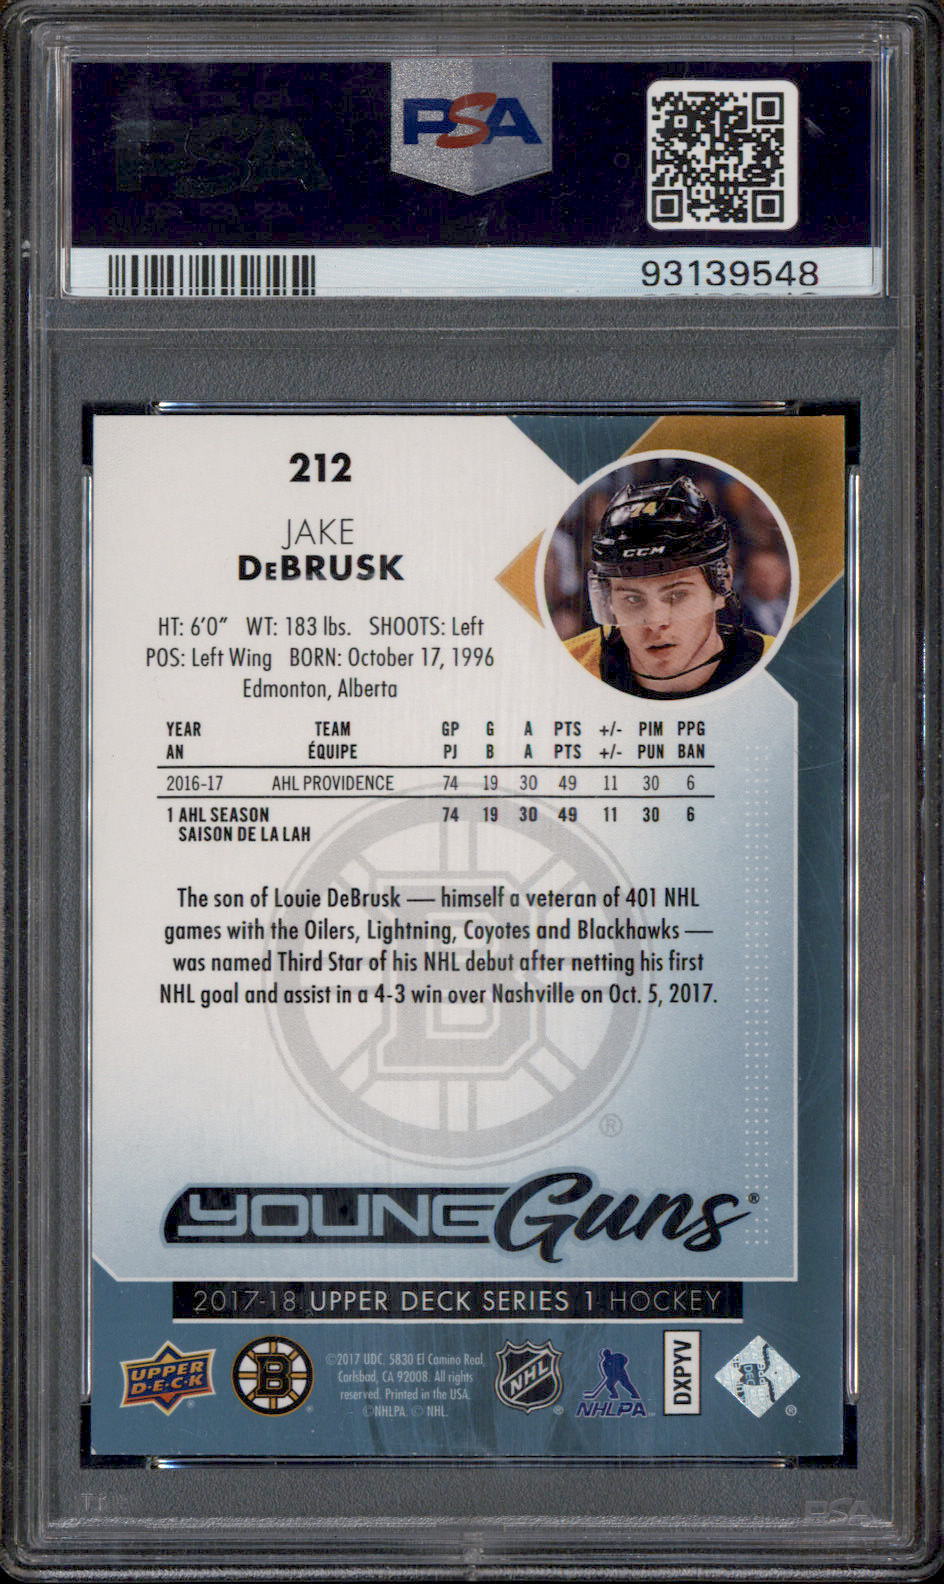 PSA
93139548
212
JAKE
DeBRUSK
74
CCM
HT: 6'0" WT: 183 lbs. SHOOTS: Left
POS: Left Wing BORN: October 17, 1996
Edmonton, Alberta
YEAR TEAM GP G A PTS +/- PIM PPG
AN ÉQUIPE PJ B A PTS +/- PUN BAN
2016-17 AHL PROVIDENCE 74 19 30 49 11 30 6
1 AHL SEASON 74 19 30 49 11 30 6
SAISON DE LA LAH
The son of Louie DeBrusk — himself a veteran of 401 NHL
games with the Oilers, Lightning, Coyotes and Blackhawks —
was named Third Star of his NHL debut after netting his first
NHL goal and assist in a 4-3 win over Nashville on Oct. 5, 2017.
B
®
YOUNG Guns®
2017-18 UPPER DECK SERIES 1 HOCKEY
UPPER
DECK
B
©2017 UDC. 5830 El Camino Real,
Carlsbad, CA 92008. All rights
reserved. Printed in the USA.
©NHLPA. © NHL.
NHL
NHLPA
DXPYV
PSA